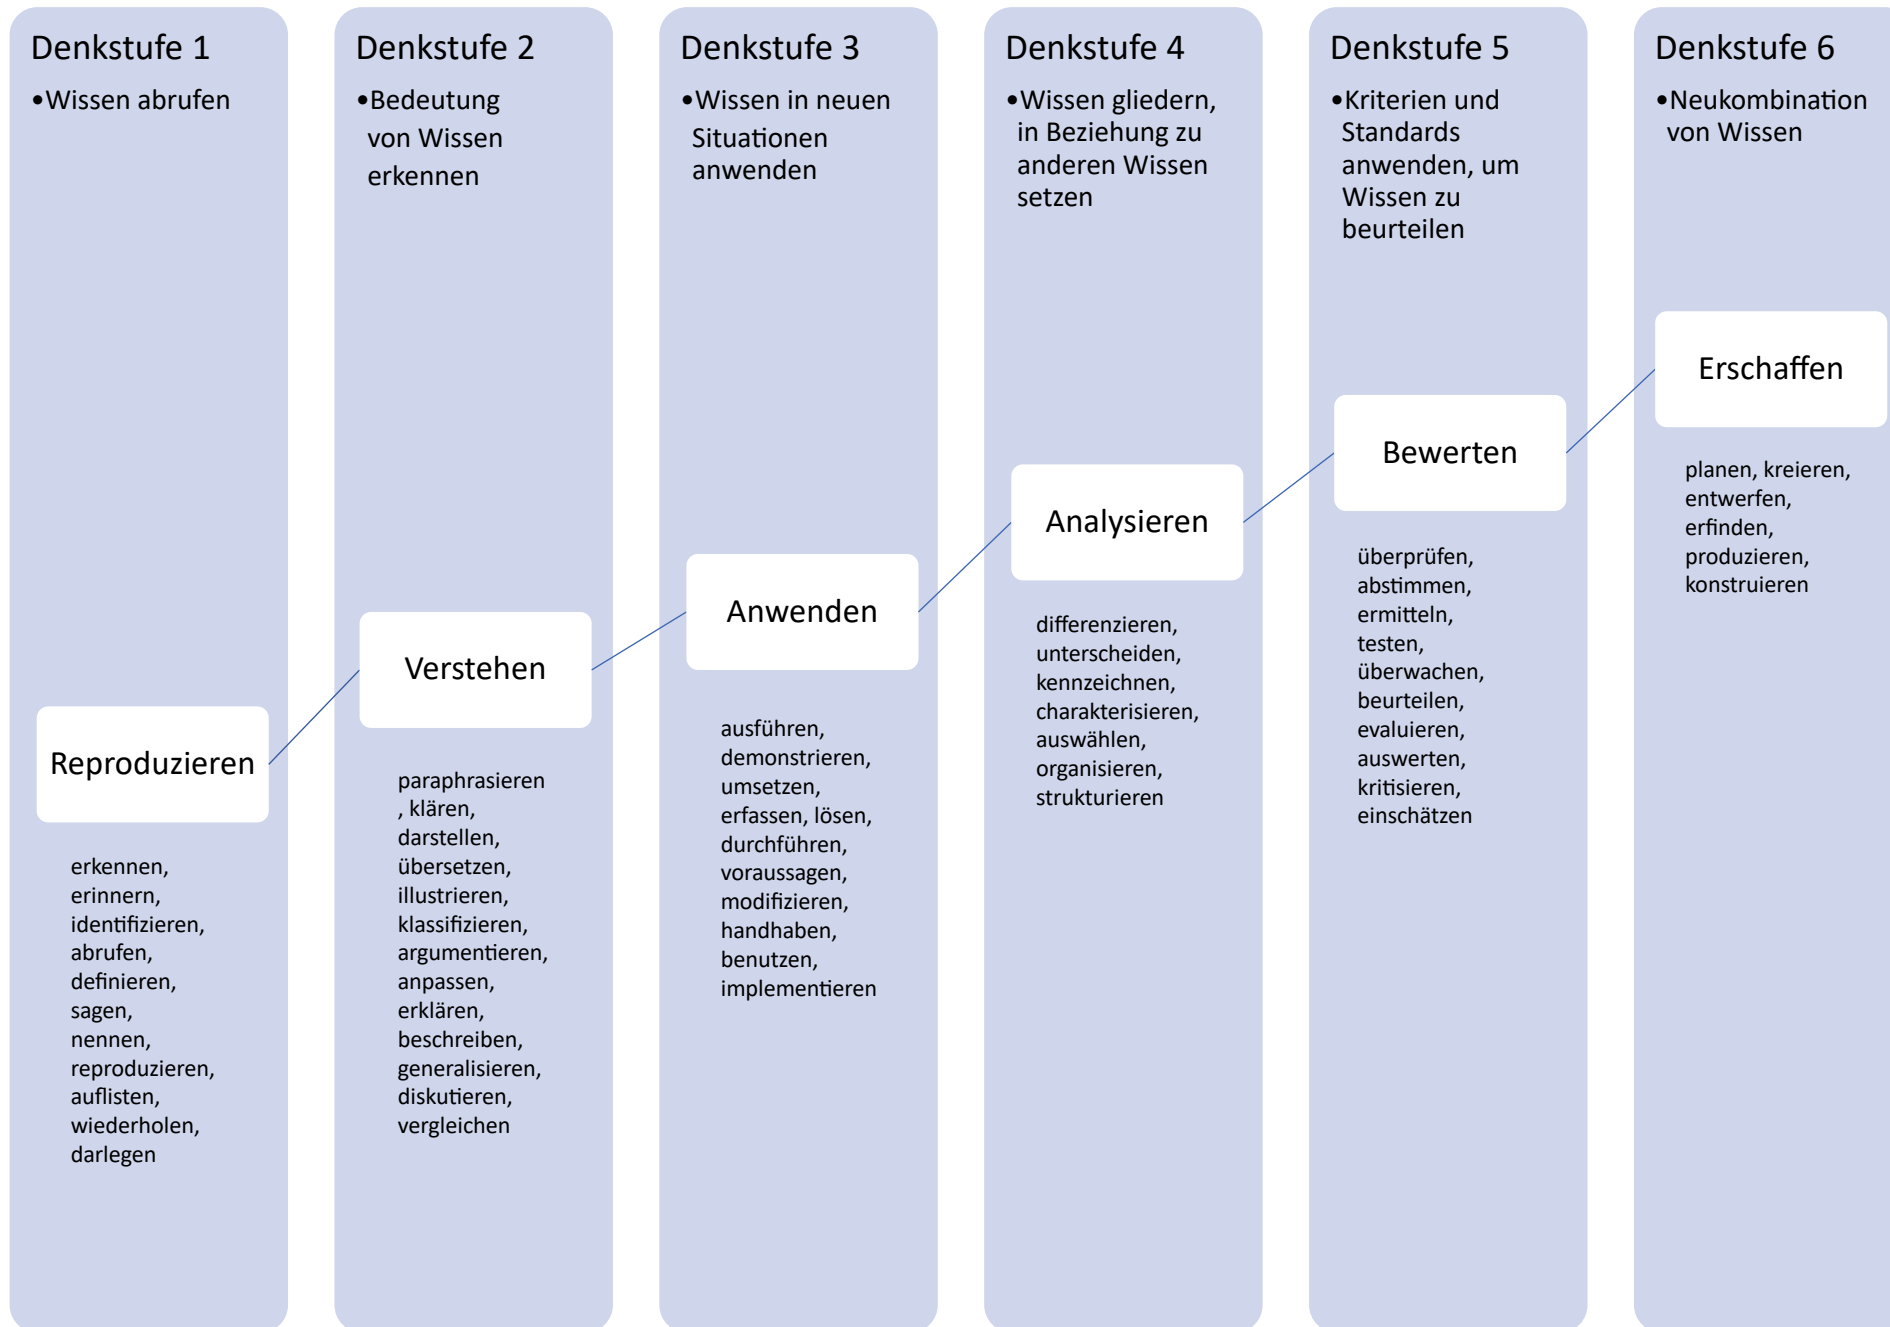 Denkstufe 1
•Wissen abrufen
Reproduzieren
erkennen,
erinnern,
identifizieren,
abrufen,
definieren,
sagen,
nennen,
reproduzieren,
auflisten,
wiederholen,
darlegen
Denkstufe 2
•Bedeutung
von Wissen
erkennen
Verstehen
paraphrasieren
, klären,
darstellen,
übersetzen,
illustrieren,
klassifizieren,
argumentieren,
anpassen,
erklären,
beschreiben,
generalisieren,
diskutieren,
vergleichen
Denkstufe 3
•Wissen in neuen
Situationen
anwenden
Anwenden
ausführen,
demonstrieren,
umsetzen,
erfassen, lösen,
durchführen,
voraussagen,
modifizieren,
handhaben,
benutzen,
implementieren
Denkstufe 4
•Wissen gliedern,
in Beziehung zu
anderen Wissen
setzen
Analysieren
differenzieren,
unterscheiden,
kennzeichnen,
charakterisieren,
auswählen,
organisieren,
strukturieren
Denkstufe 5
•Kriterien und
Standards
anwenden, um
Wissen zu
beurteilen
Bewerten
überprüfen,
abstimmen,
ermitteln,
testen,
überwachen,
beurteilen,
evaluieren,
auswerten,
kritisieren,
einschätzen
Denkstufe 6
•Neukombination
von Wissen
Erschaffen
planen, kreieren,
entwerfen,
erfinden,
produzieren,
konstruieren